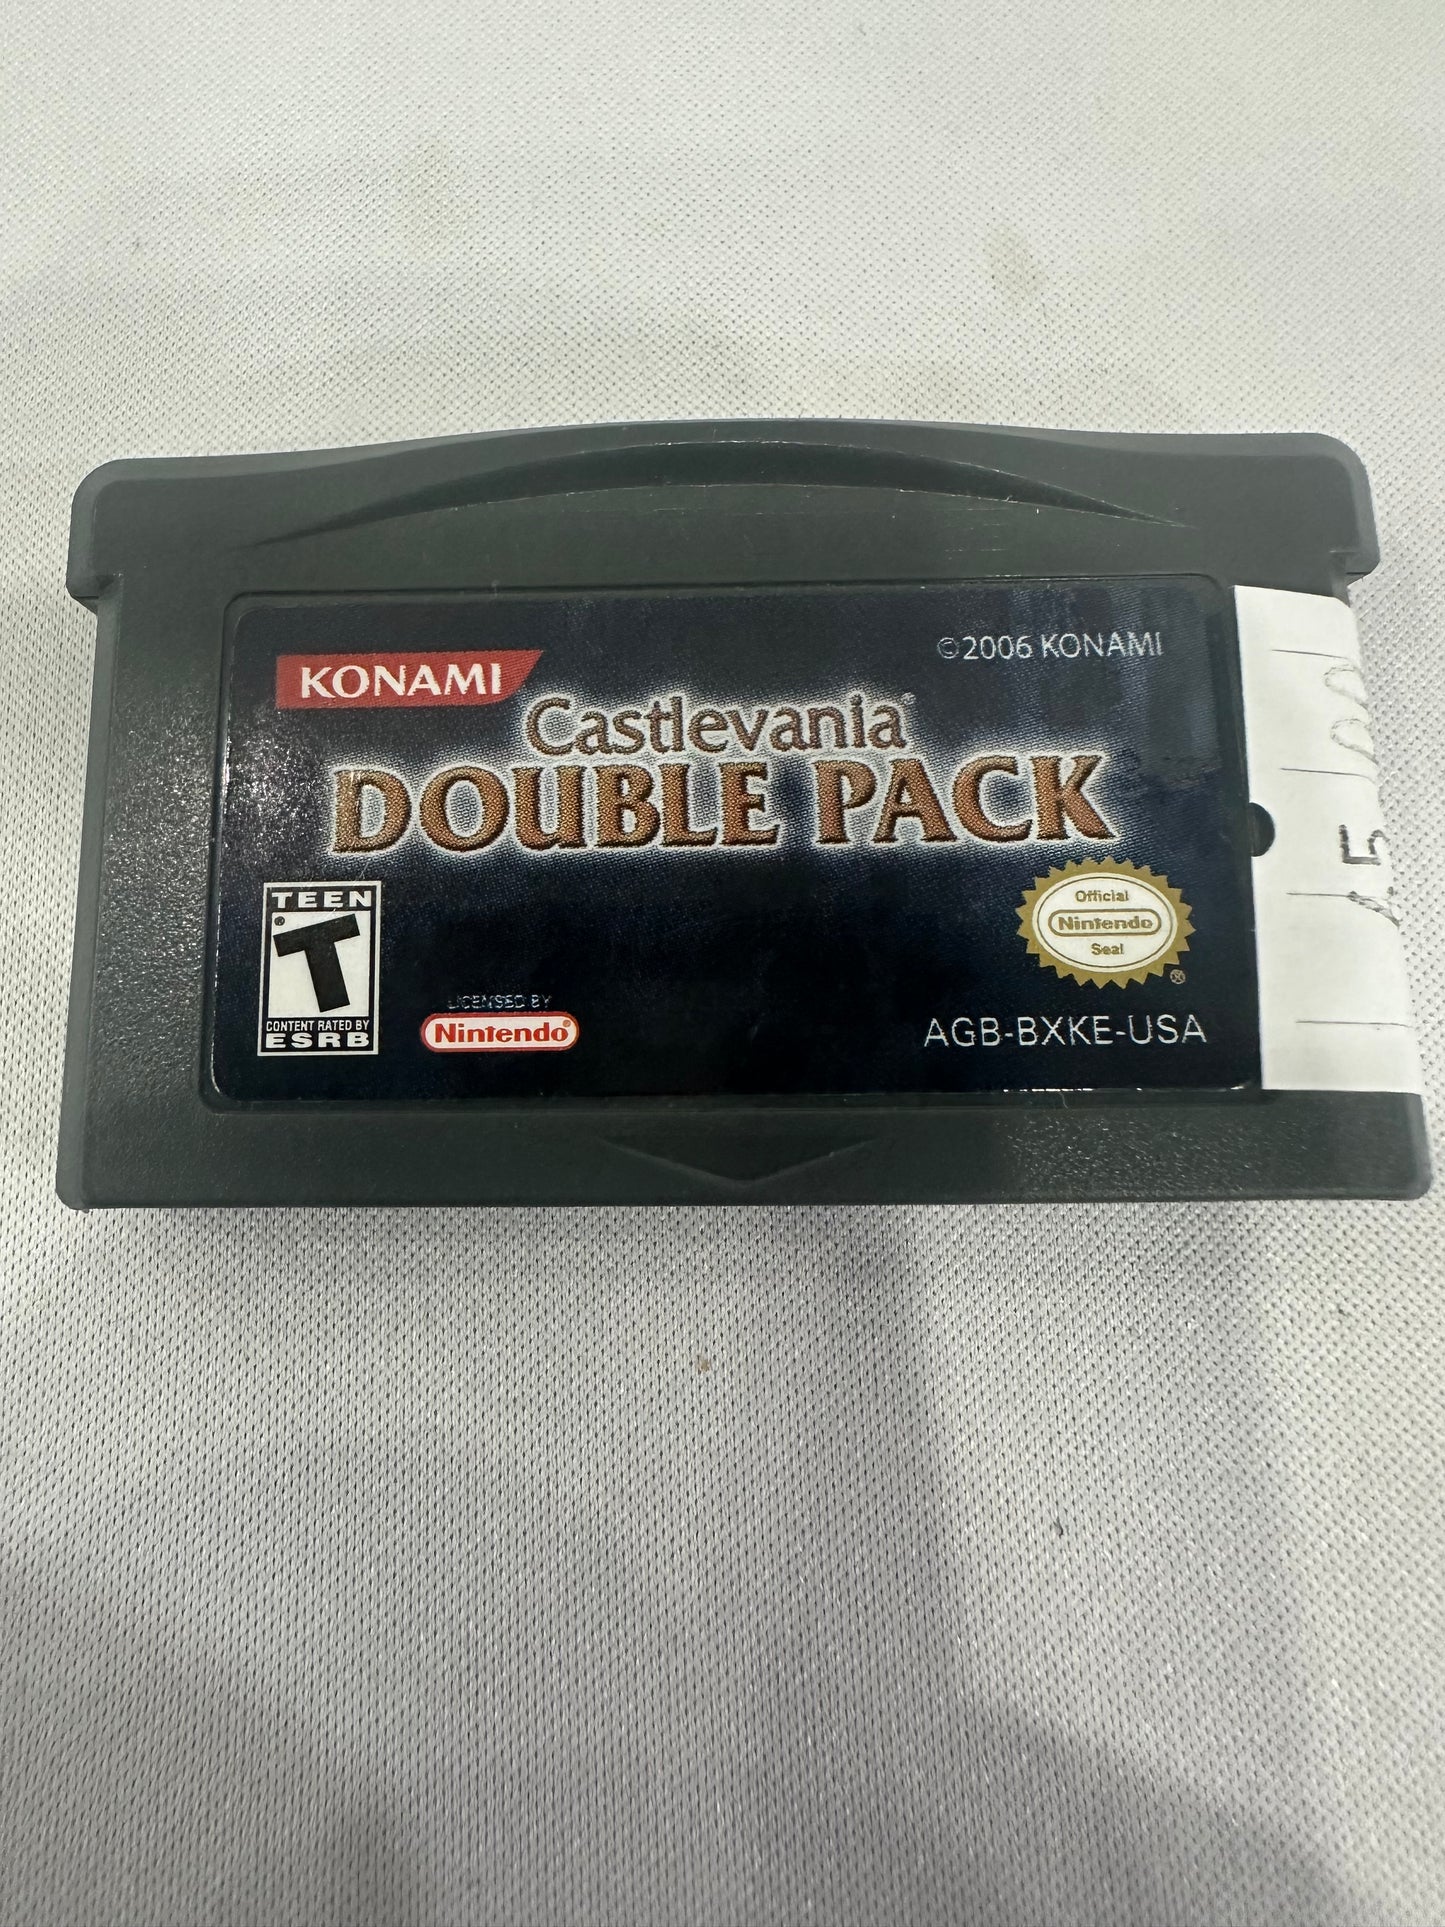 KONAMI
©2006 KONAMI
Castlevania
DOUBLE PACK
TEEN
T
CONTENT RATED BY
ESRB
LICENSED BY
Nintendo®
Official
Nintendo
Seal
®
AGB-BXKE-USA